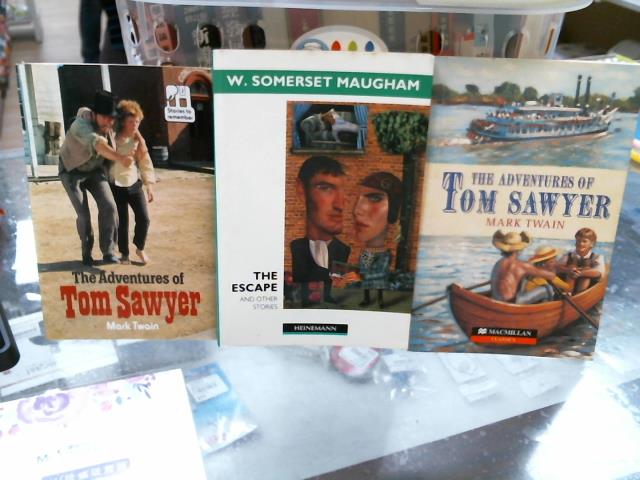 Stories to
remember
The Adventures of
Tom Sawyer
Mark Twain
W. SOMERSET MAUGHAM
THE
ESCAPE
AND OTHER
STORIES
HEINEMANN
THE ADVENTURES OF
TOM SAWYER
MARK TWAIN
MACMILLAN
CLASSICS